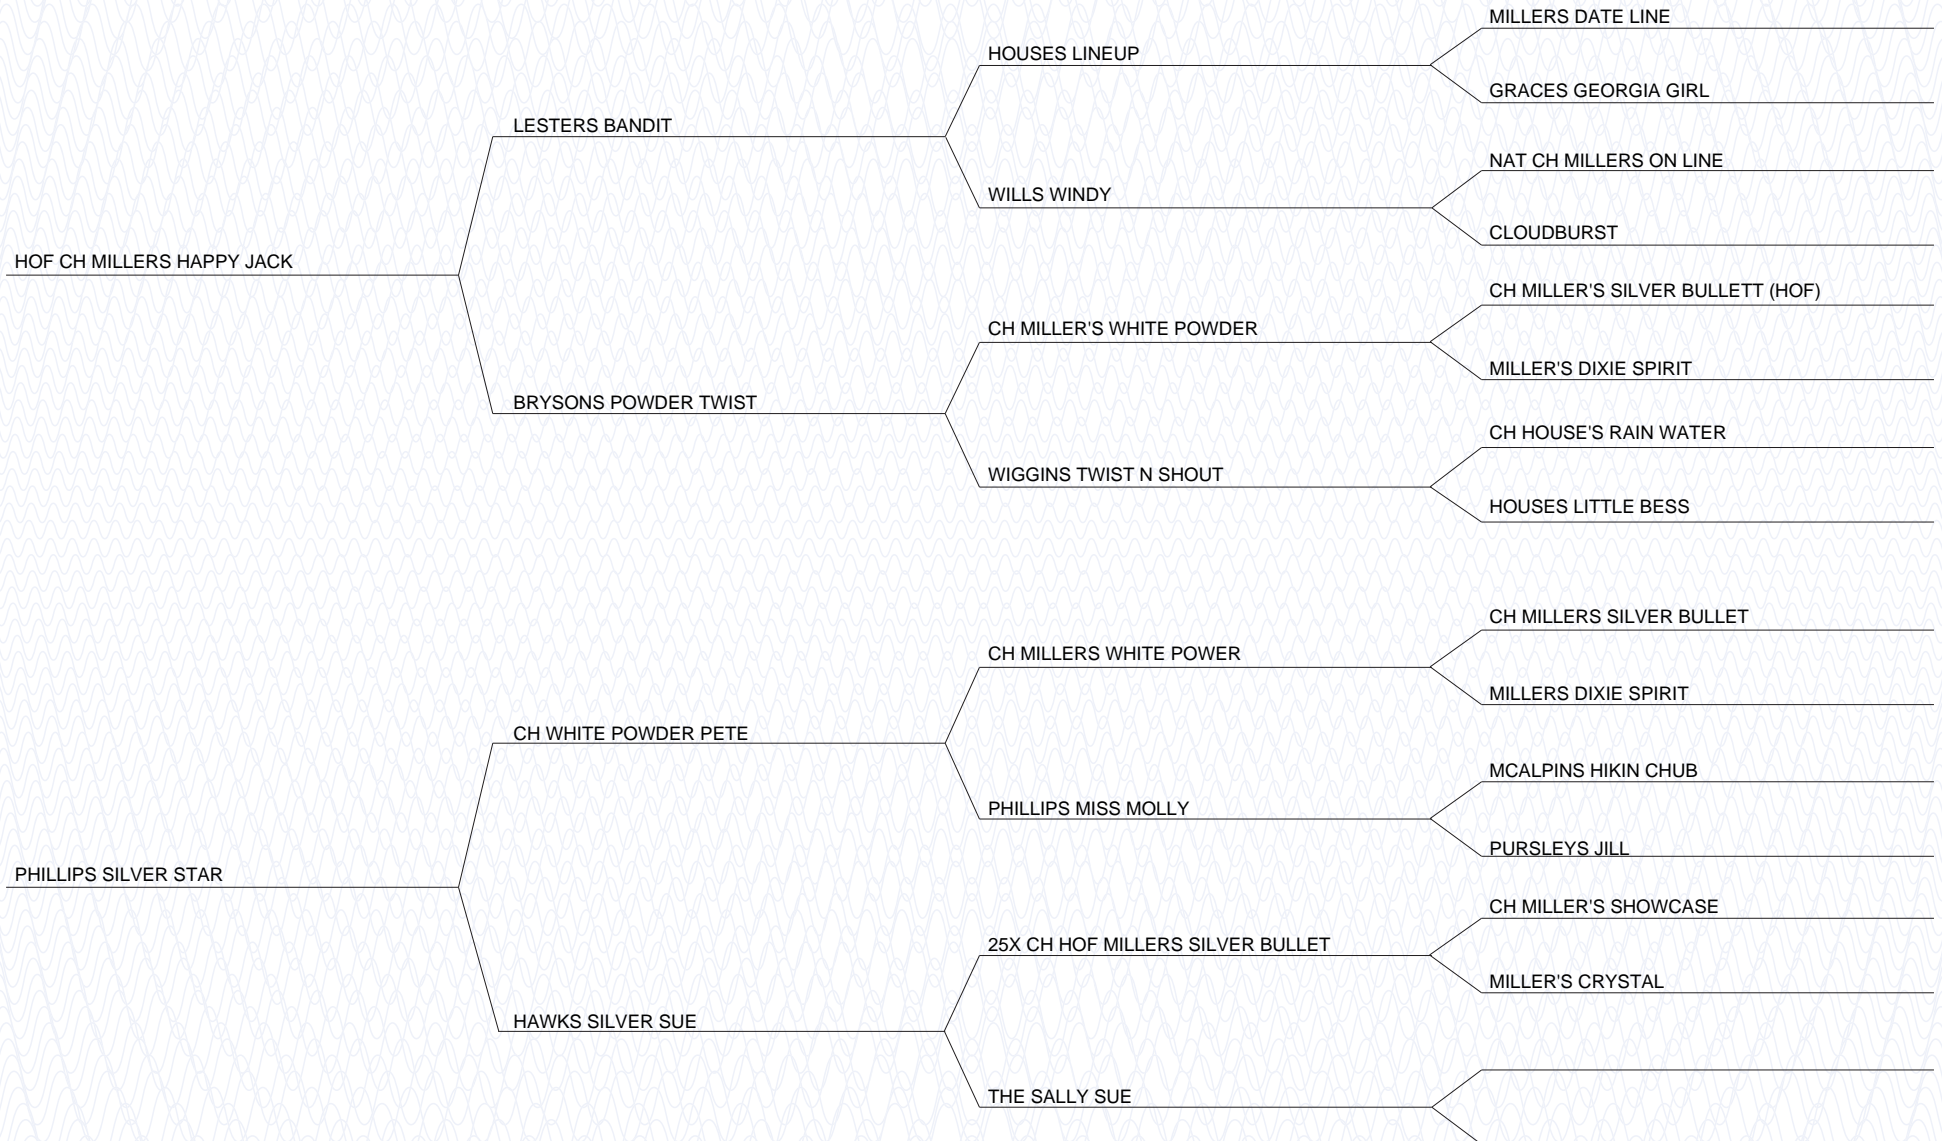 MILLERS DATE LINE
HOUSES LINEUP
GRACES GEORGIA GIRL
LESTERS BANDIT
NAT CH MILLERS ON LINE
WILLS WINDY
CLOUDBURST
HOF CH MILLERS HAPPY JACK
CH MILLER'S SILVER BULLETT (HOF)
CH MILLER'S WHITE POWDER
MILLER'S DIXIE SPIRIT
BRYSONS POWDER TWIST
CH HOUSE'S RAIN WATER
WIGGINS TWIST N SHOUT
HOUSES LITTLE BESS
CH MILLERS SILVER BULLET
CH MILLERS WHITE POWER
MILLERS DIXIE SPIRIT
CH WHITE POWDER PETE
MCALPINS HIKIN CHUB
PHILLIPS MISS MOLLY
PURSLEYS JILL
PHILLIPS SILVER STAR
CH MILLER'S SHOWCASE
25X CH HOF MILLERS SILVER BULLET
MILLER'S CRYSTAL
HAWKS SILVER SUE
THE SALLY SUE